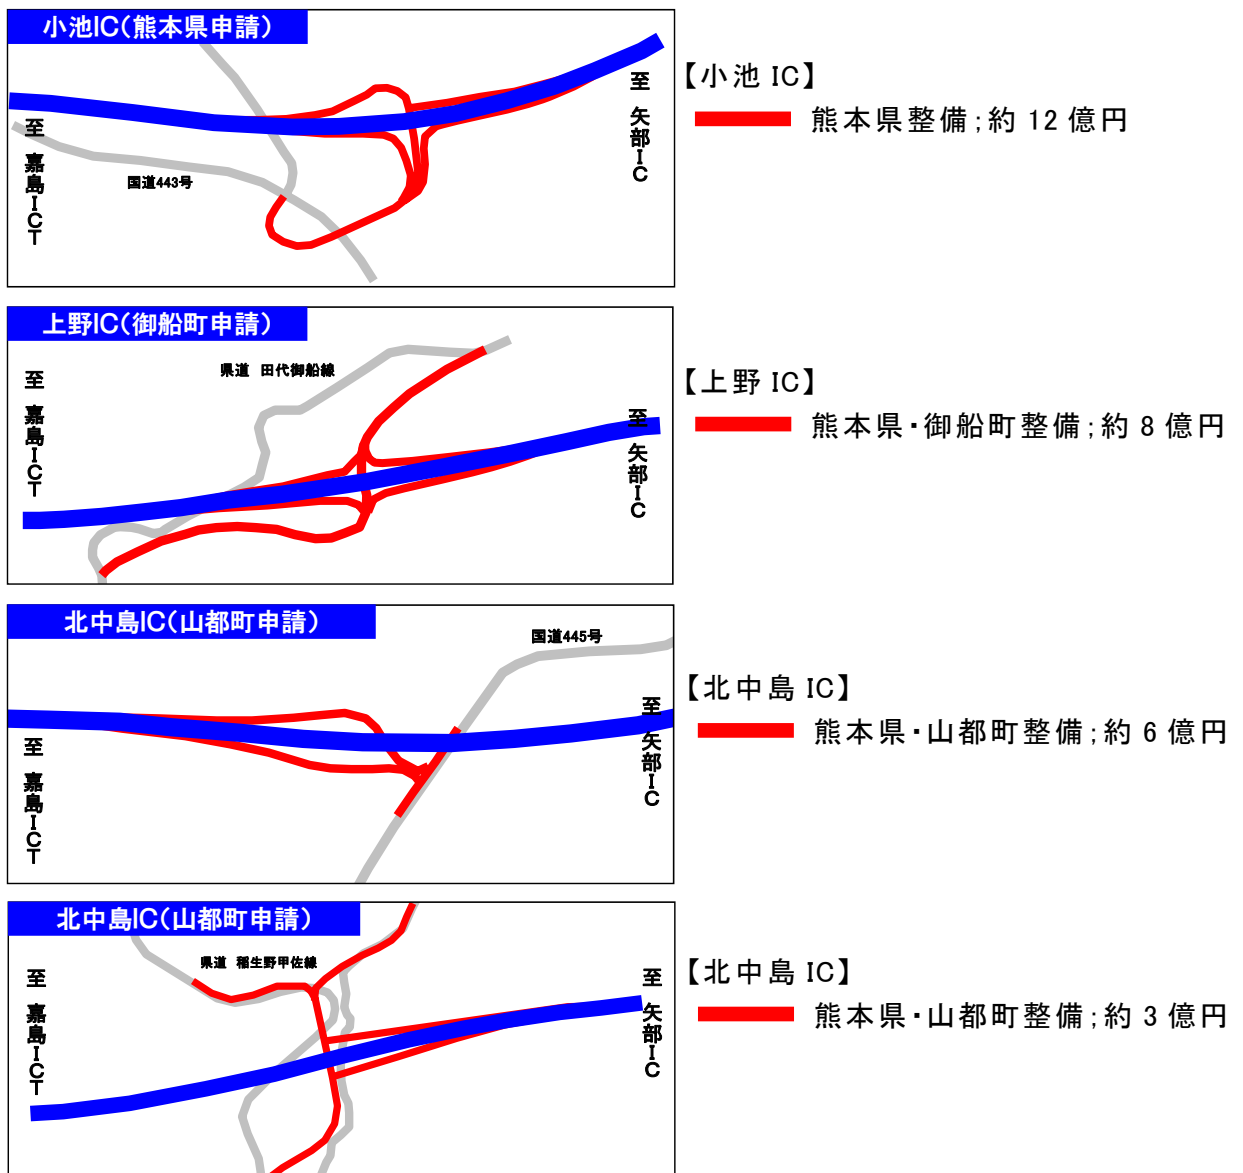 小池IC(熊本県申請)
至 嘉島ICT
国道443号
至 矢部IC
【小池 IC】
熊本県整備;約 12 億円
上野IC(御船町申請)
至 嘉島ICT
県道 田代御船線
至 矢部IC
【上野 IC】
熊本県・御船町整備;約 8 億円
北中島IC(山都町申請)
国道445号
至 嘉島ICT
至 矢部IC
【北中島 IC】
熊本県・山都町整備;約 6 億円
北中島IC(山都町申請)
至 嘉島ICT
県道 稲生野甲佐線
至 矢部IC
【北中島 IC】
熊本県・山都町整備;約 3 億円